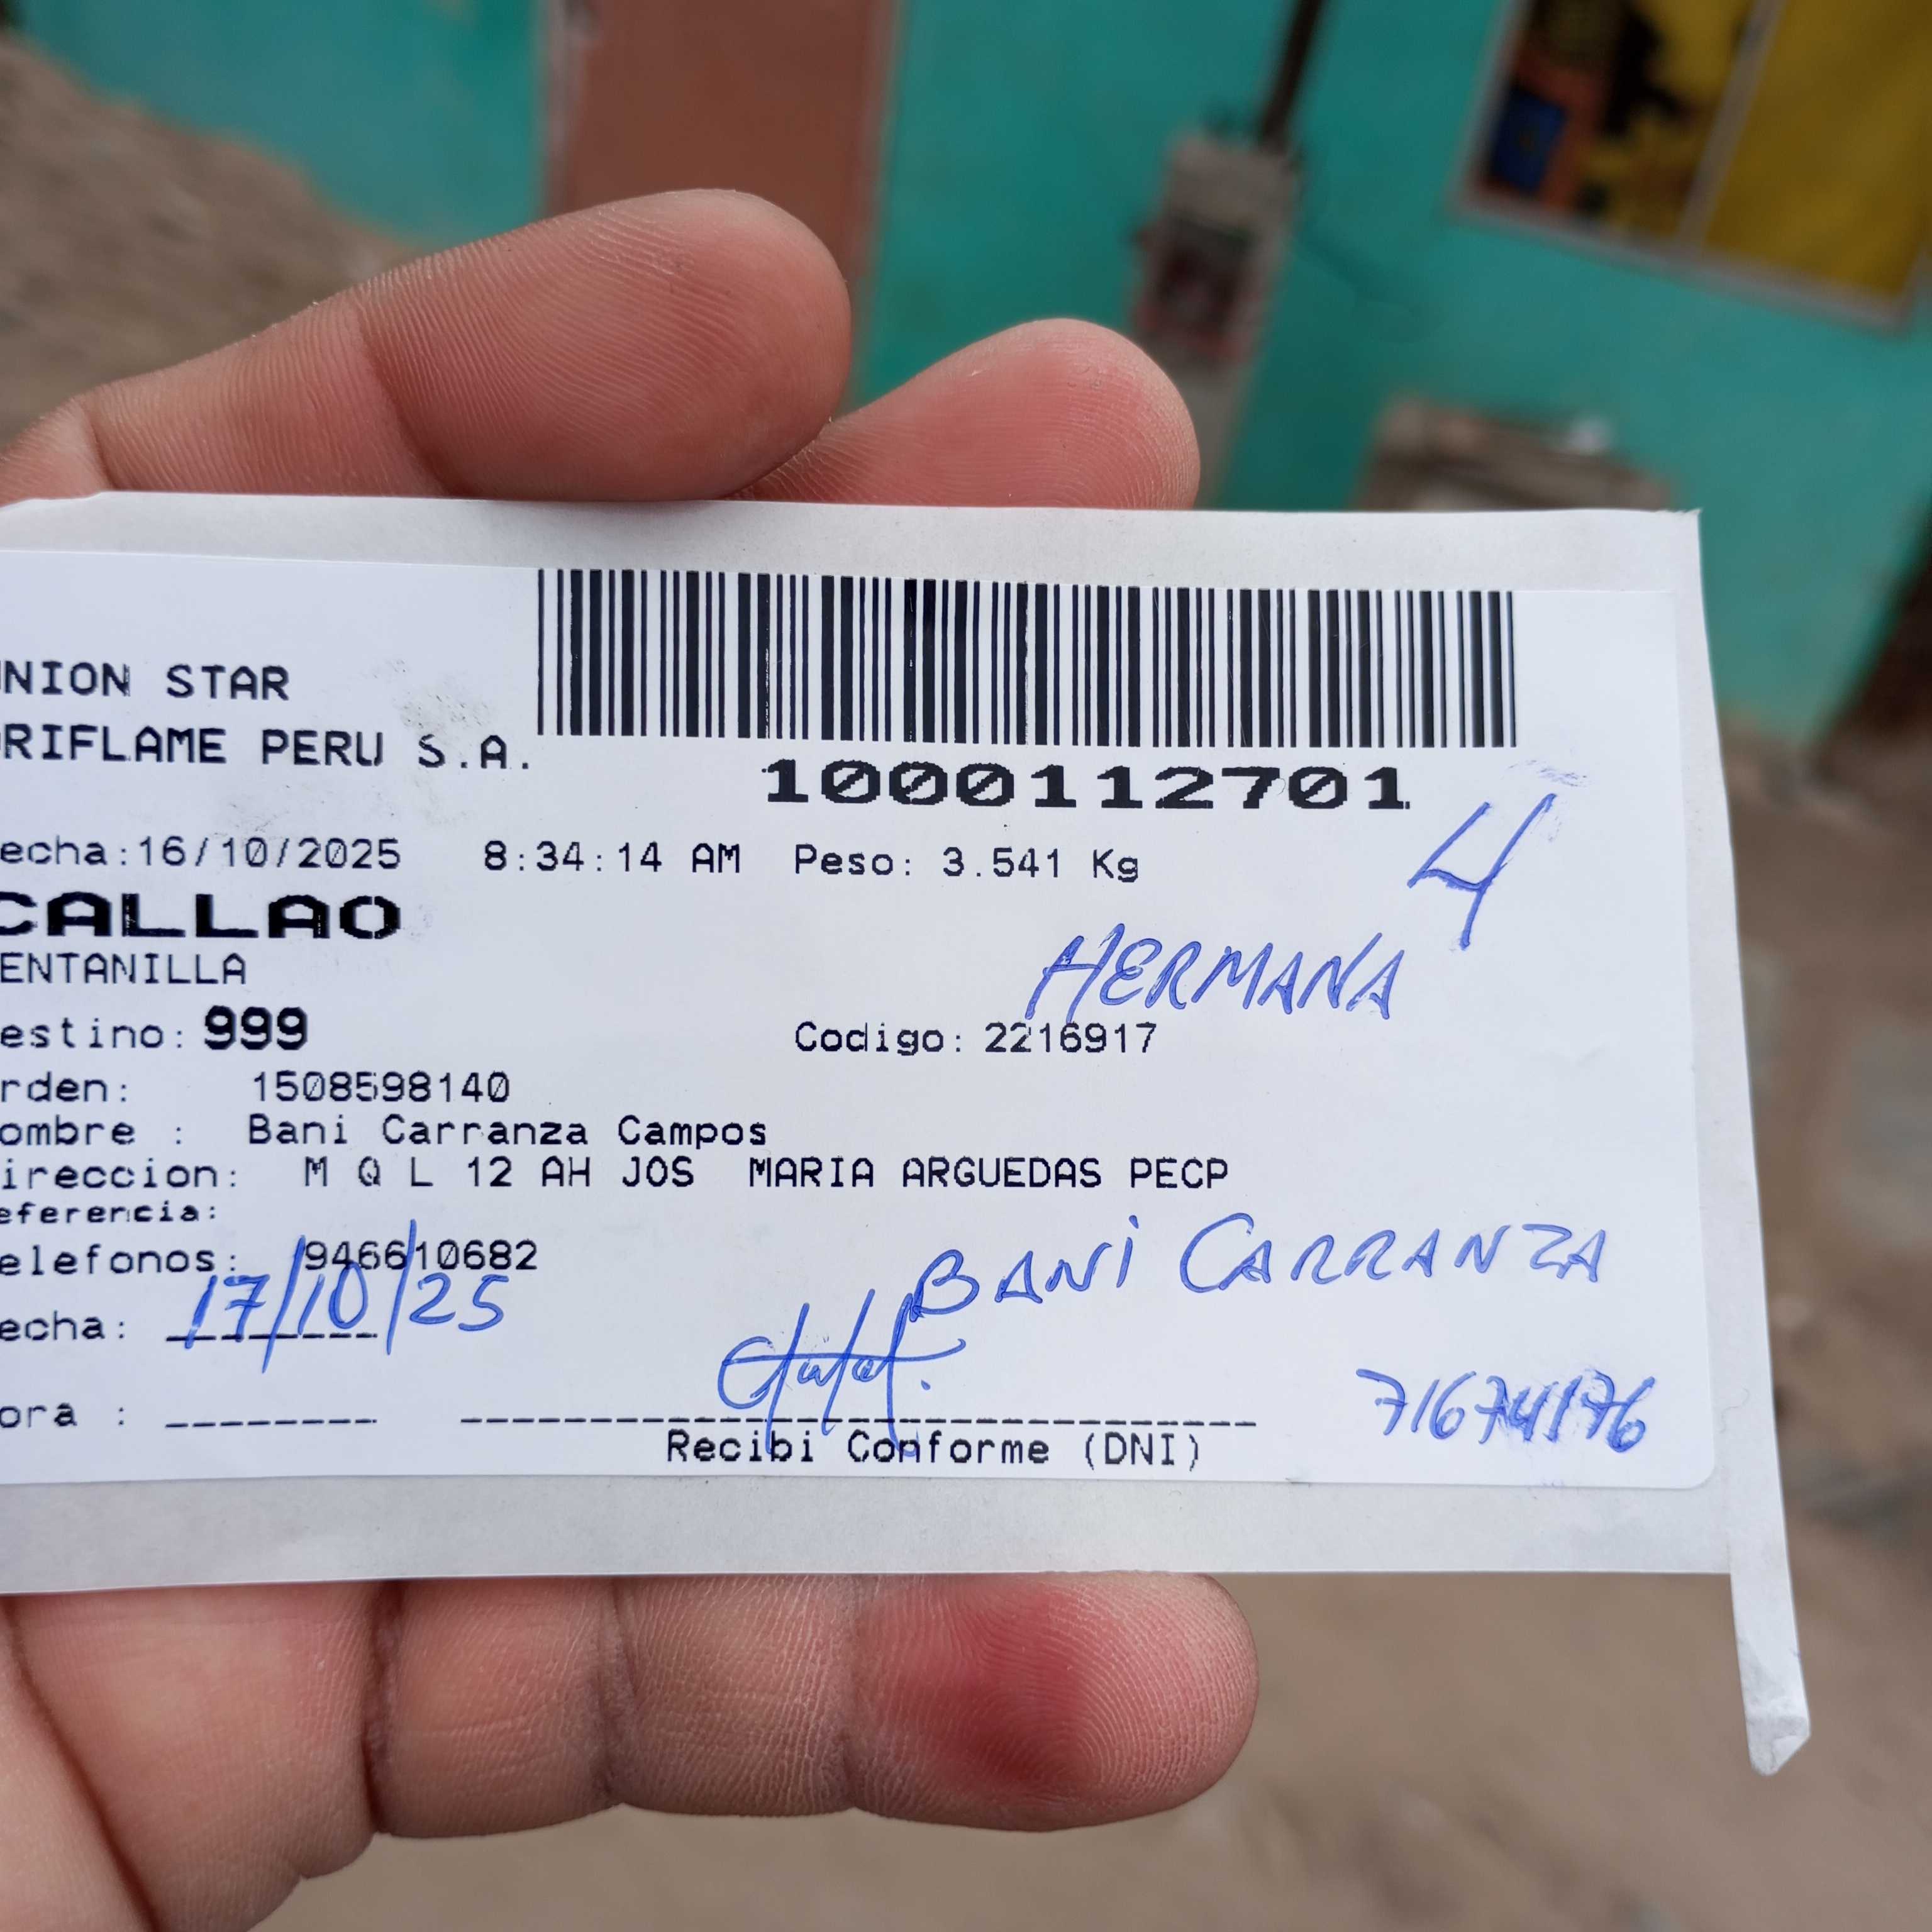 NION STAR
RIFLAME PERU S.A.
1000112701
echa:16/10/2025 8:34:14 AM Peso: 3.541 Kg
4
CALLAO
ENTANILLA
HERMANA
estino: 999 Codigo: 2216917
rden: 1508598140
ombre : Bani Carranza Campos
ireccion: M Q L 12 AH JOS MARIA ARGUEDAS PECP
eferencia:
elefonos: 946610682
BANi CARRANZA
echa: 17/10/25
ora : 
Recibi Conforme (DNI)